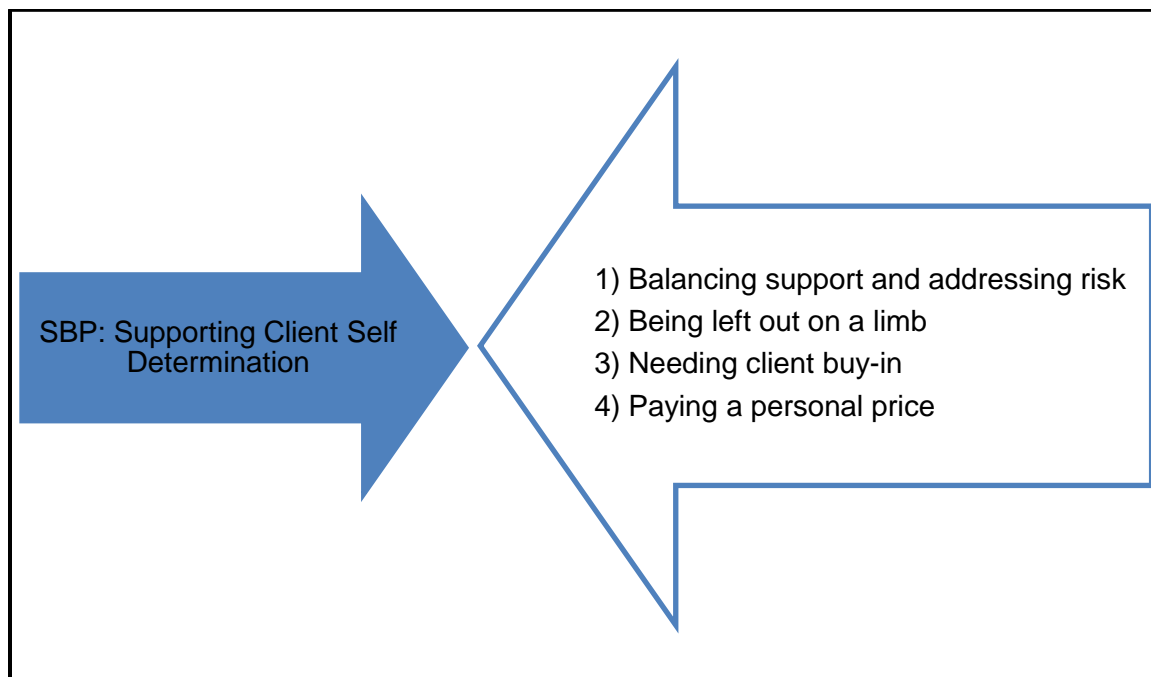 SBP: Supporting Client Self
Determination
1) Balancing support and addressing risk
2) Being left out on a limb
3) Needing client buy-in
4) Paying a personal price